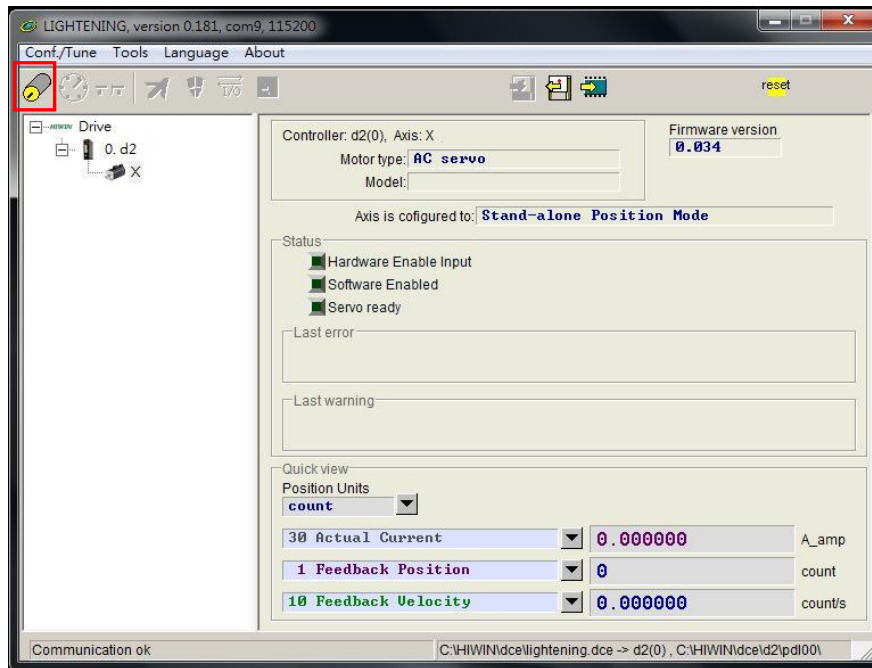 LIGHTENING, version 0.181, com9, 115200
Conf./Tune Tools Language About
I/O
reset
HIWIN Drive
0. d2
X
Controller: d2(0), Axis: X
Firmware version
0.034
Motor type: AC servo
Model:
Axis is cofigured to: Stand-alone Position Mode
Status
Hardware Enable Input
Software Enabled
Servo ready
Last error
Last warning
Quick view
Position Units
count
30 Actual Current 0.000000 A_amp
1 Feedback Position 0 count
10 Feedback Velocity 0.000000 count/s
Communication ok C:\HIWIN\dce\lightening.dce -> d2(0) , C:\HIWIN\dce\d2\pdl00\